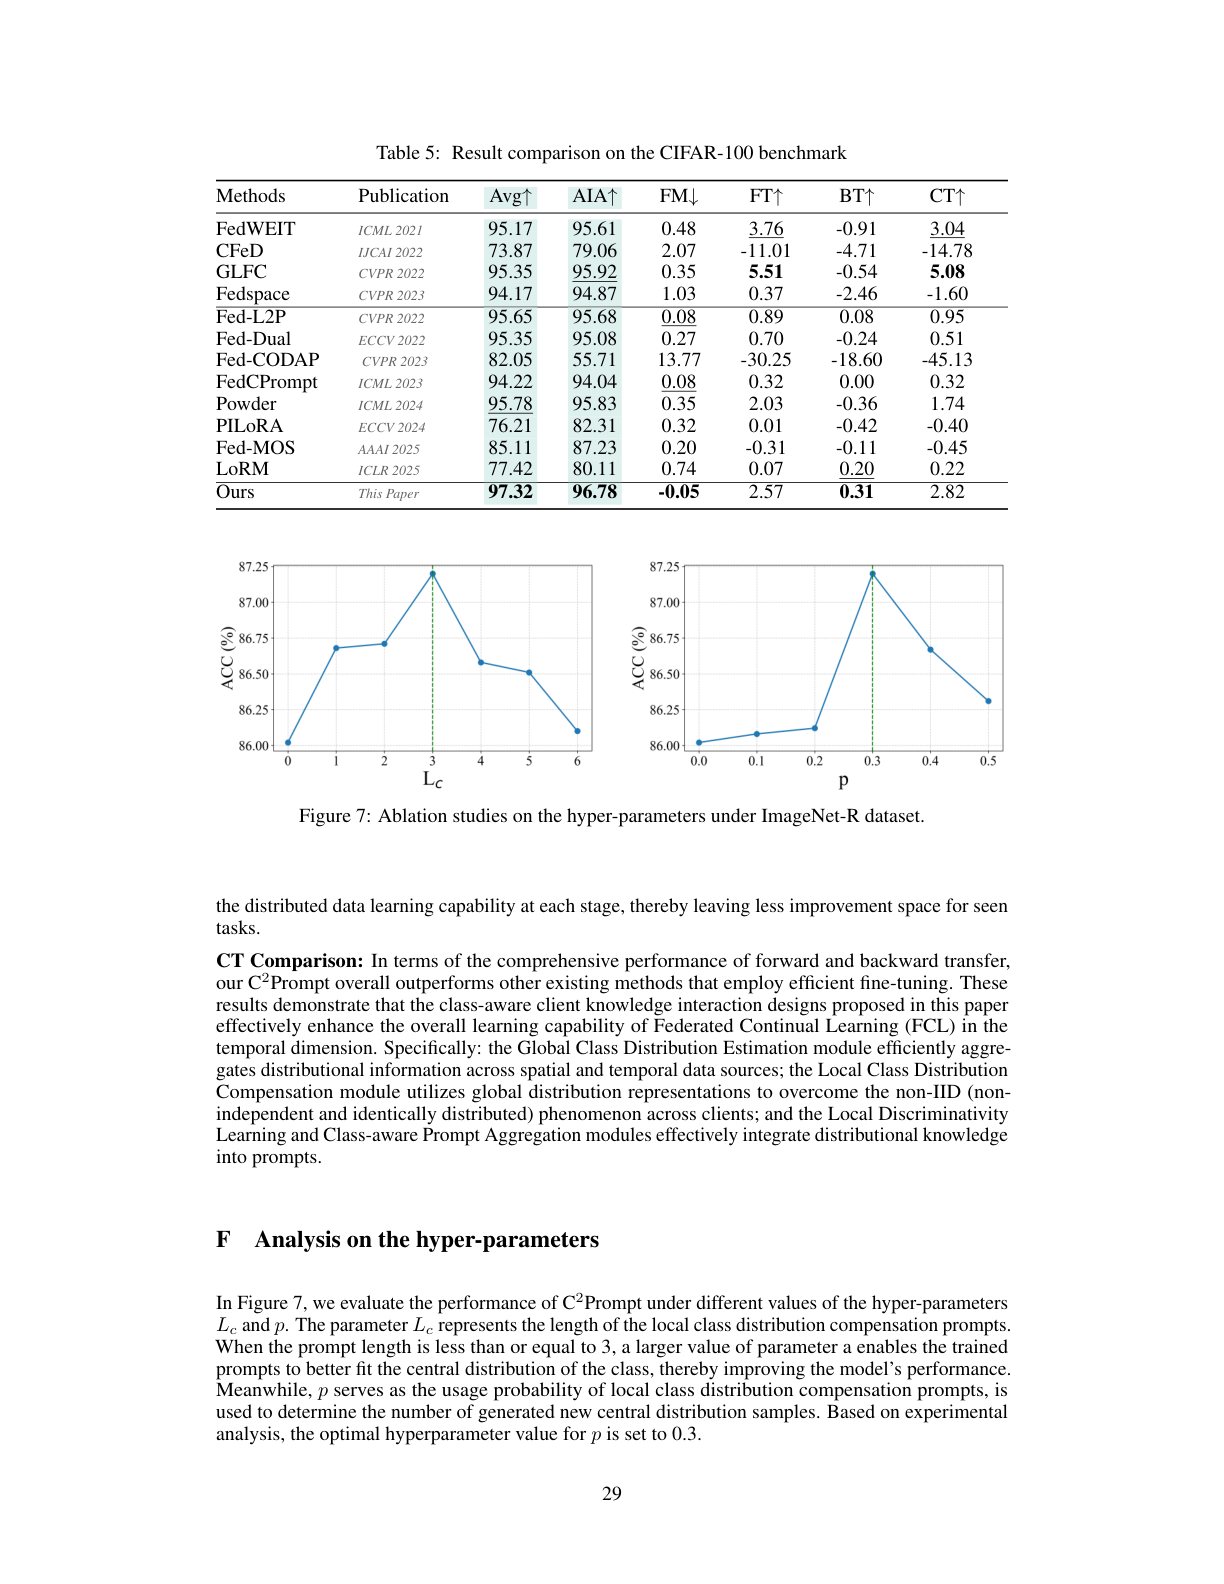 Table 5: Result comparison on the CIFAR-100 benchmark
Methods Publication Avg↑ AIA↑ FM↓ FT↑ BT↑ CT↑
FedWEIT ICML 2021 95.17 95.61 0.48 3.76 -0.91 3.04
CFeD IJCAI 2022 73.87 79.06 2.07 -11.01 -4.71 -14.78
GLFC CVPR 2022 95.35 95.92 0.35 5.51 -0.54 5.08
Fedspace CVPR 2023 94.17 94.87 1.03 0.37 -2.46 -1.60
Fed-L2P CVPR 2022 95.65 95.68 0.08 0.89 0.08 0.95
Fed-Dual ECCV 2022 95.35 95.08 0.27 0.70 -0.24 0.51
Fed-CODAP CVPR 2023 82.05 55.71 13.77 -30.25 -18.60 -45.13
FedCPrompt ICML 2023 94.22 94.04 0.08 0.32 0.00 0.32
Powder ICML 2024 95.78 95.83 0.35 2.03 -0.36 1.74
PILoRA ECCV 2024 76.21 82.31 0.32 0.01 -0.42 -0.40
Fed-MOS AAAI 2025 85.11 87.23 0.20 -0.31 -0.11 -0.45
LoRM ICLR 2025 77.42 80.11 0.74 0.07 0.20 0.22
Ours This Paper 97.32 96.78 -0.05 2.57 0.31 2.82
87.25
87.00
86.75
86.50
86.25
86.00
ACC (%)
0 1 2 3 4 5 6
Lc
87.25
87.00
86.75
86.50
86.25
86.00
ACC (%)
0.0 0.1 0.2 0.3 0.4 0.5
p
Figure 7: Ablation studies on the hyper-parameters under ImageNet-R dataset.
the distributed data learning capability at each stage, thereby leaving less improvement space for seen
tasks.
CT Comparison: In terms of the comprehensive performance of forward and backward transfer,
our C²Prompt overall outperforms other existing methods that employ efficient fine-tuning. These
results demonstrate that the class-aware client knowledge interaction designs proposed in this paper
effectively enhance the overall learning capability of Federated Continual Learning (FCL) in the
temporal dimension. Specifically: the Global Class Distribution Estimation module efficiently aggre-
gates distributional information across spatial and temporal data sources; the Local Class Distribution
Compensation module utilizes global distribution representations to overcome the non-IID (non-
independent and identically distributed) phenomenon across clients; and the Local Discriminativity
Learning and Class-aware Prompt Aggregation modules effectively integrate distributional knowledge
into prompts.
F Analysis on the hyper-parameters
In Figure 7, we evaluate the performance of C²Prompt under different values of the hyper-parameters
Lc and p. The parameter Lc represents the length of the local class distribution compensation prompts.
When the prompt length is less than or equal to 3, a larger value of parameter a enables the trained
prompts to better fit the central distribution of the class, thereby improving the model's performance.
Meanwhile, p serves as the usage probability of local class distribution compensation prompts, is
used to determine the number of generated new central distribution samples. Based on experimental
analysis, the optimal hyperparameter value for p is set to 0.3.
29